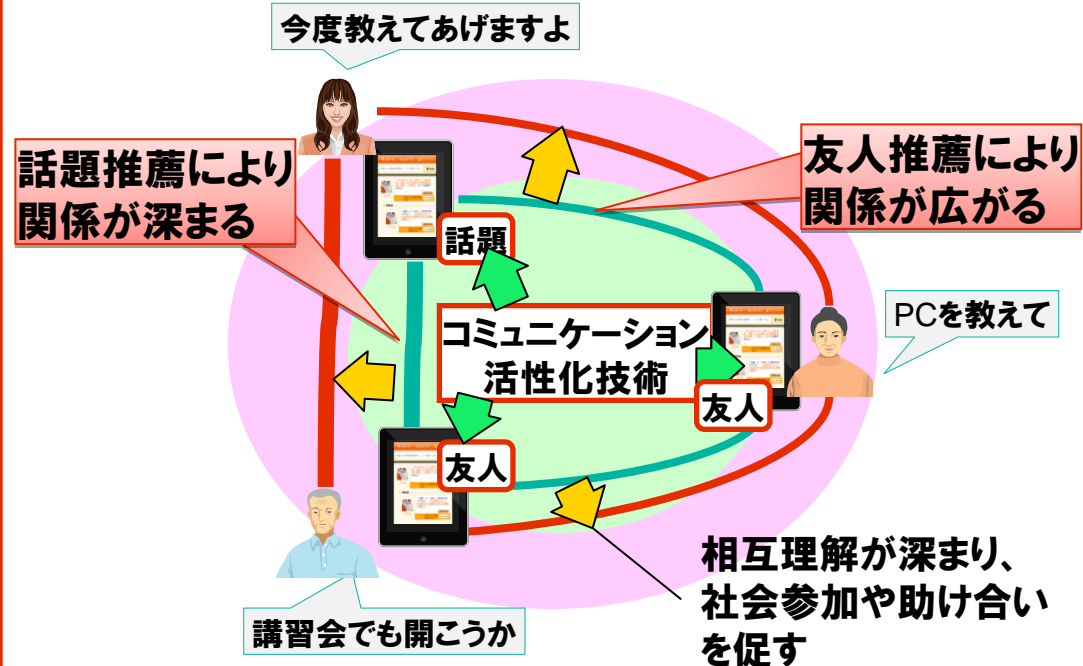 今度教えてあげますよ
話題推薦により
関係が深まる
友人推薦により
関係が広がる
話題
コミュニケーション
活性化技術
PCを教えて
友人
友人
講習会でも開こうか
相互理解が深まり、
社会参加や助け合い
を促す